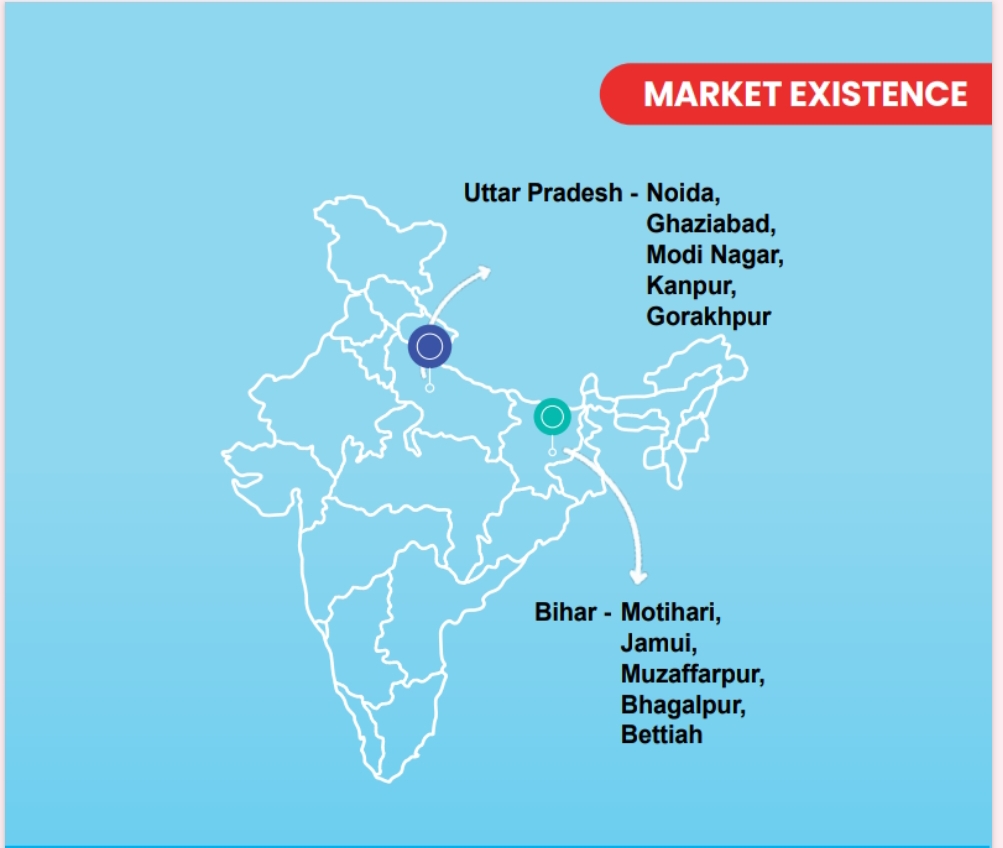 MARKET EXISTENCE
Uttar Pradesh - Noida,
Ghaziabad,
Modi Nagar,
Kanpur,
Gorakhpur
Bihar - Motihari,
Jamui,
Muzaffarpur,
Bhagalpur,
Bettiah